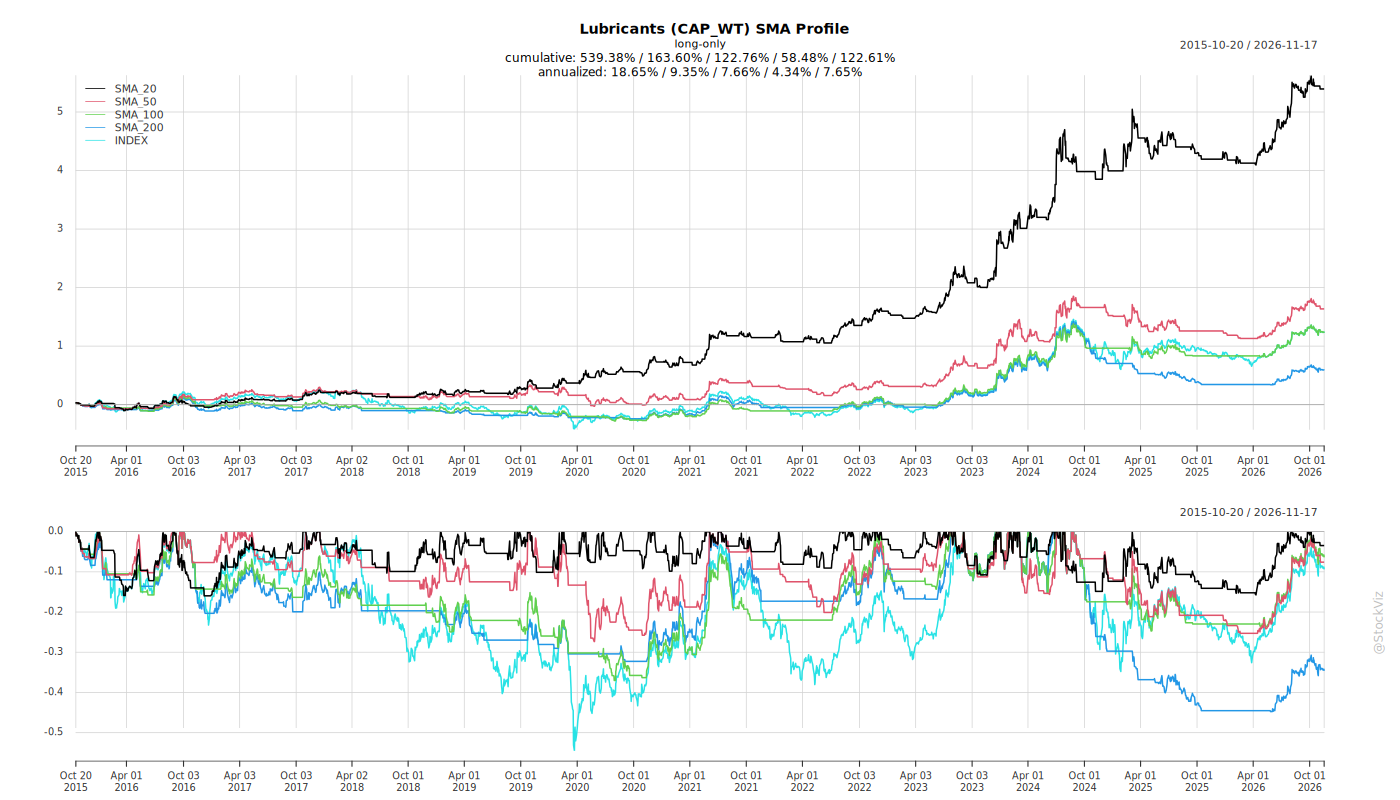 Lubricants (CAP_WT) SMA Profile
long-only
cumulative: 539.38% / 163.60% / 122.76% / 58.48% / 122.61%
annualized: 18.65% / 9.35% / 7.66% / 4.34% / 7.65%
2015-10-20 / 2026-11-17
SMA_20
SMA_50
SMA_100
SMA_200
INDEX
5
4
3
2
1
0
Oct 20 Apr 01 Oct 03 Apr 03 Oct 03 Apr 02 Oct 01 Apr 01 Oct 01 Apr 01 Oct 01 Apr 01 Oct 01 Apr 01 Oct 03 Apr 03 Oct 03 Apr 01 Oct 01 Apr 01 Oct 01 Apr 01 Oct 01
2015 2016 2016 2017 2017 2018 2018 2019 2019 2020 2020 2021 2021 2022 2022 2023 2023 2024 2024 2025 2025 2026 2026
2015-10-20 / 2026-11-17
0.0
-0.1
-0.2
-0.3
-0.4
-0.5
Oct 20 Apr 01 Oct 03 Apr 03 Oct 03 Apr 02 Oct 01 Apr 01 Oct 01 Apr 01 Oct 01 Apr 01 Oct 01 Apr 01 Oct 03 Apr 03 Oct 03 Apr 01 Oct 01 Apr 01 Oct 01 Apr 01 Oct 01
2015 2016 2016 2017 2017 2018 2018 2019 2019 2020 2020 2021 2021 2022 2022 2023 2023 2024 2024 2025 2025 2026 2026
@StockViz